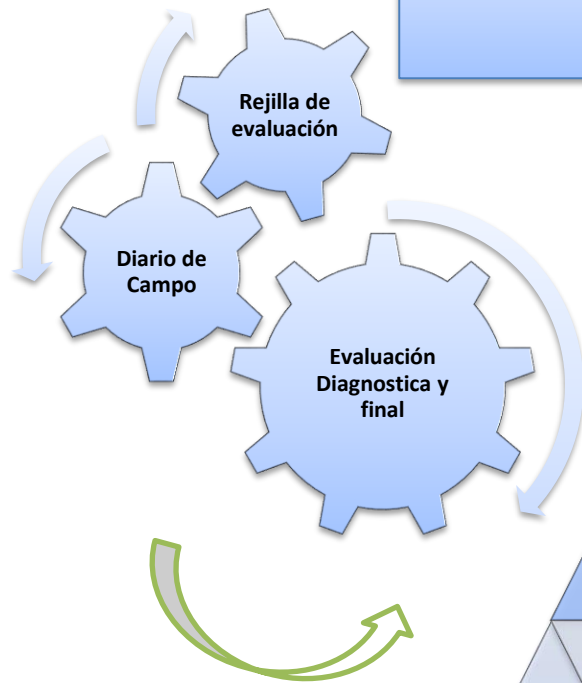 Rejilla de
evaluación
Diario de
Campo
Evaluación
Diagnostica y
final